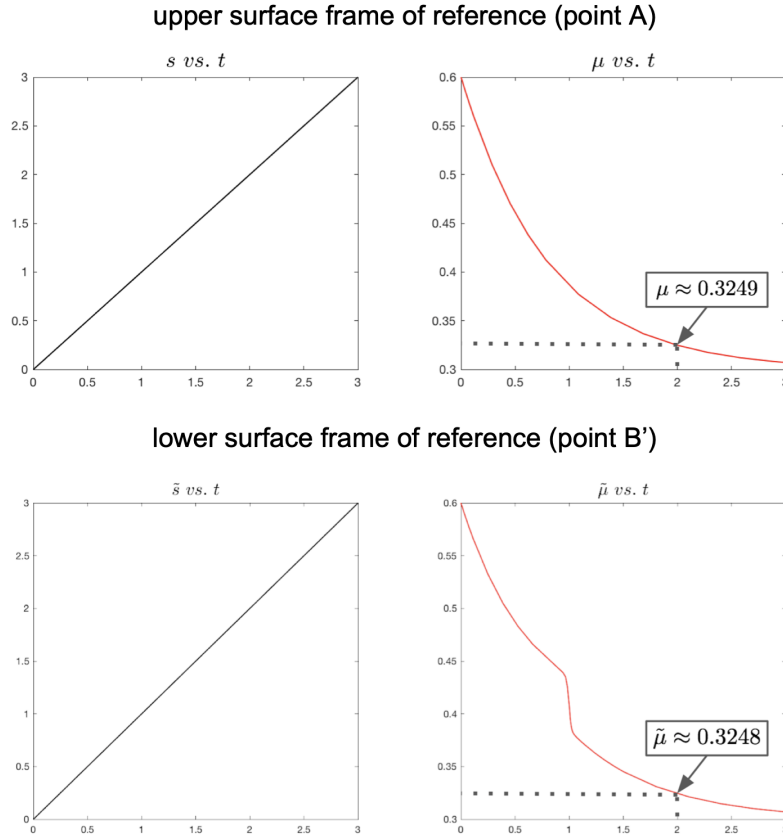 upper surface frame of reference (point A)
s vs. t
μ vs. t
3
2.5
2
1.5
1
0.5
0
0 0.5 1 1.5 2 2.5 3
0.6
0.55
0.5
0.45
0.4
0.35
0.3
μ ≈ 0.3249
0 0.5 1 1.5 2 2.5 3
lower surface frame of reference (point B’)
s̃ vs. t
μ̃ vs. t
3
2.5
2
1.5
1
0.5
0
0 0.5 1 1.5 2 2.5 3
0.6
0.55
0.5
0.45
0.4
0.35
0.3
μ̃ ≈ 0.3248
0 0.5 1 1.5 2 2.5